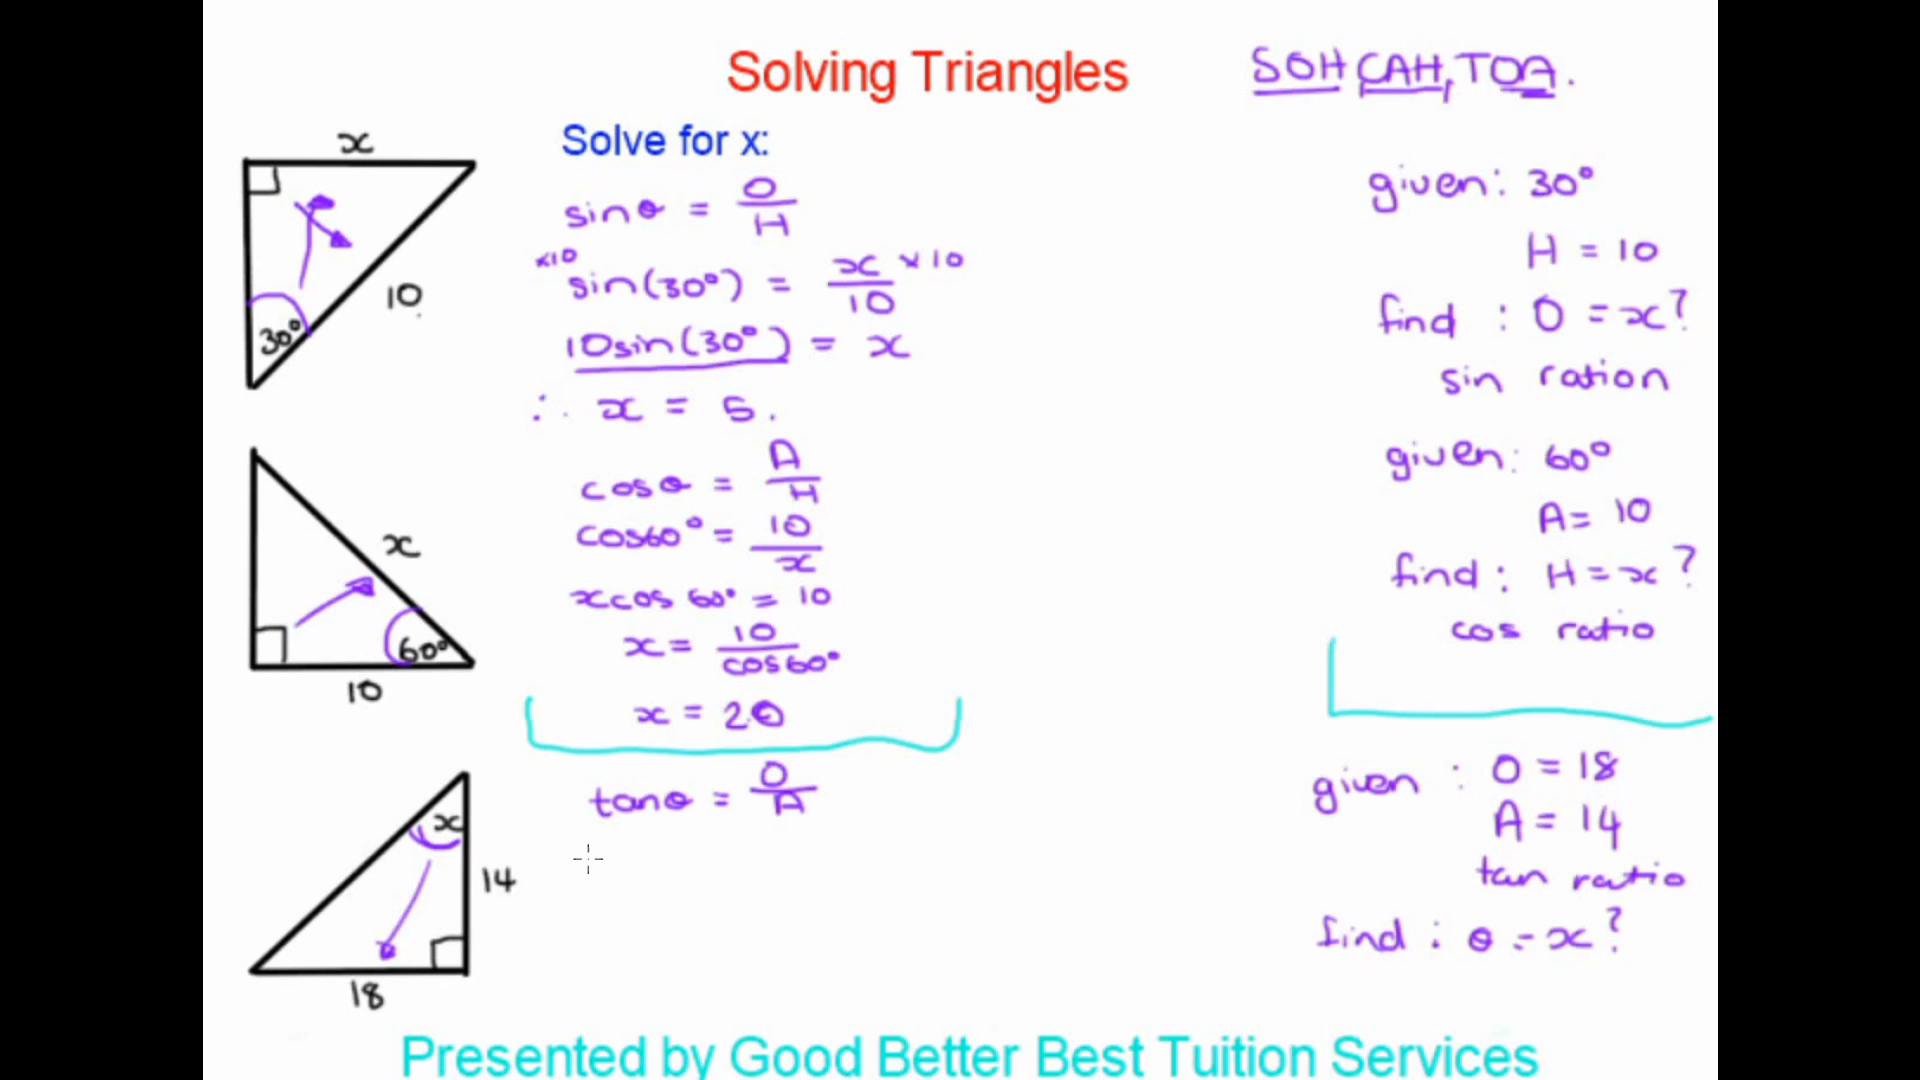 Solving Triangles
SOH CAH, TOA.
Solve for x:
x
10
30°
sinθ = O/H
×10 sin(30°) = x/10 ×10
10sin(30°) = x
∴ x = 5.
given: 30°
H = 10
find : O = x?
sin ration
x
60°
10
cosθ = A/H
cos60° = 10/x
xcos 60° = 10
x = 10/cos60°
x = 20
given: 60°
A = 10
find: H = x?
cos ratio
x
14
18
tanθ = O/A
given : O = 18
A = 14
tan ratio
find : θ = x?
Presented by Good Better Best Tuition Services